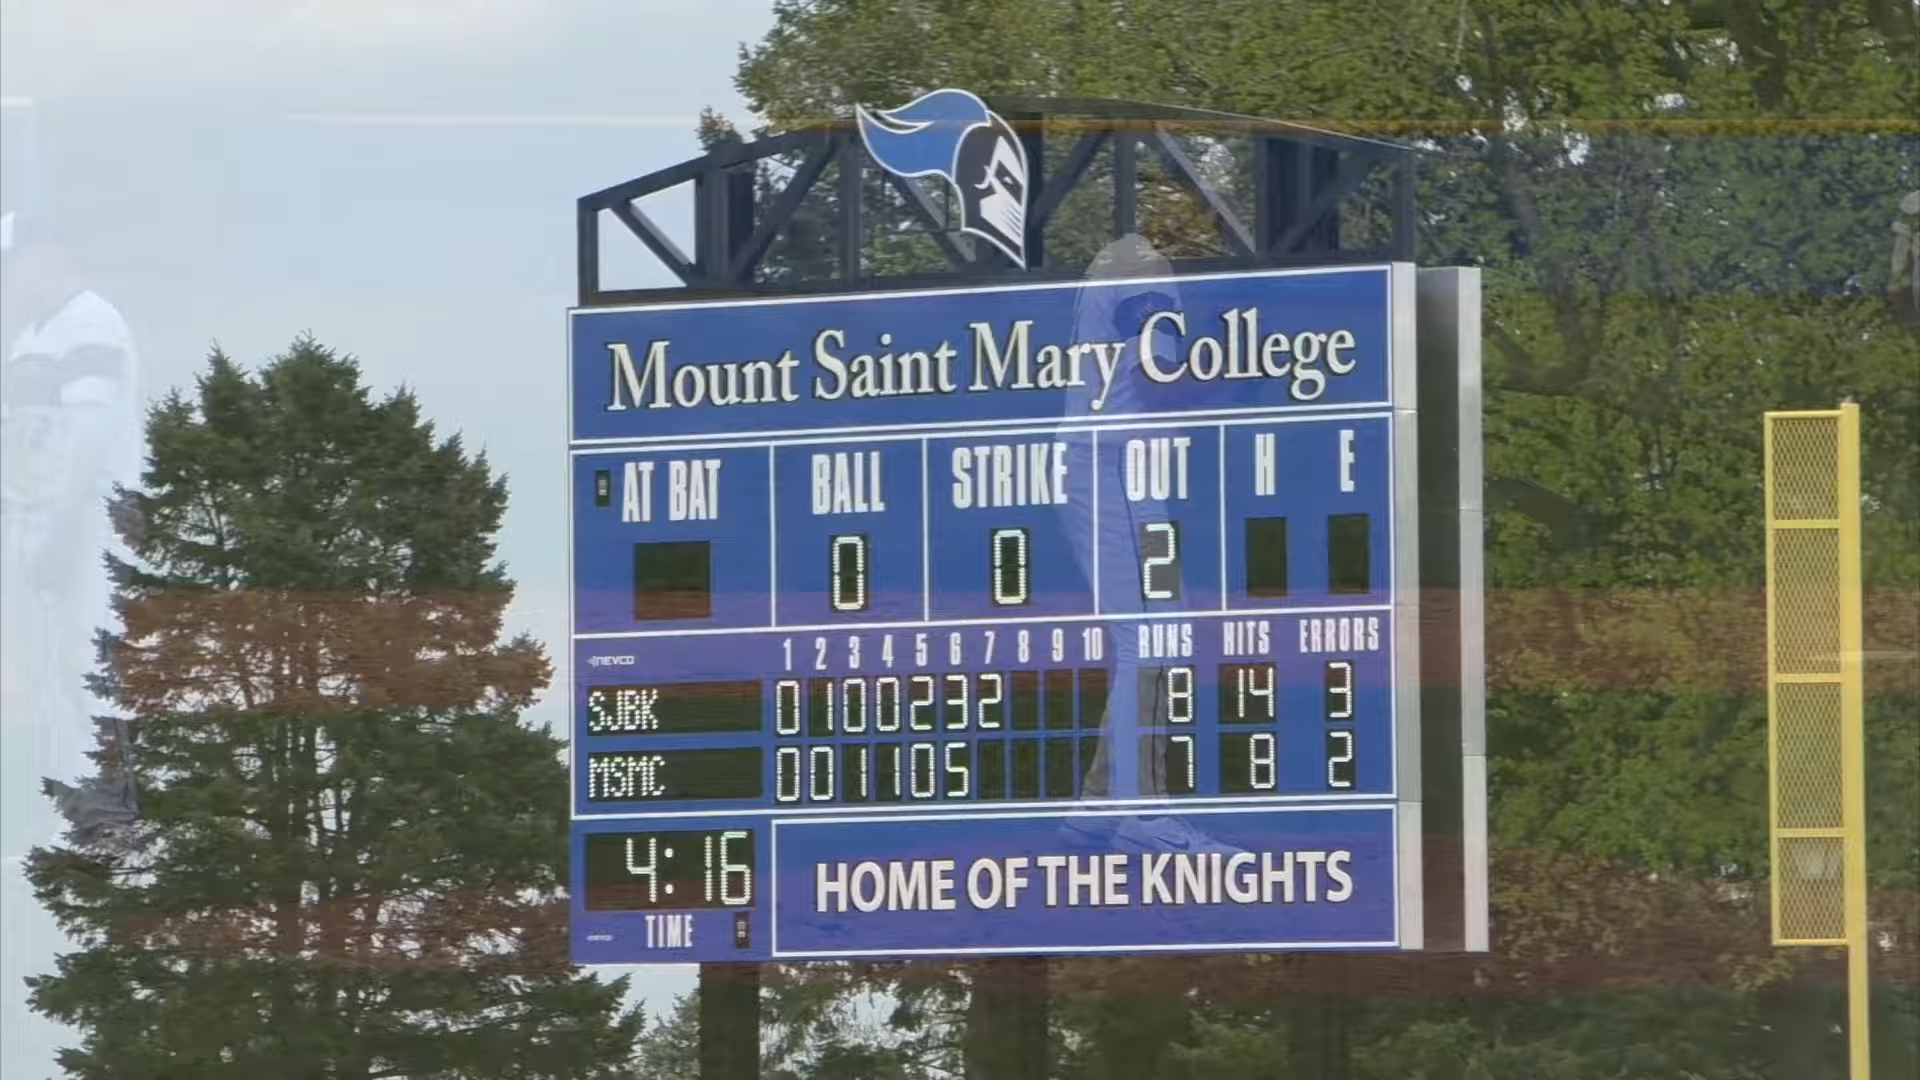 Mount Saint Mary College
AT BAT BALL STRIKE OUT H E
0 0 2
NEVCO 1 2 3 4 5 6 7 8 9 10 RUNS HITS ERRORS
SJBK 0 1 0 0 2 3 2 8 14 3
MSMC 0 0 1 1 0 5 7 8 2
4:16
HOME OF THE KNIGHTS
NEVCO TIME